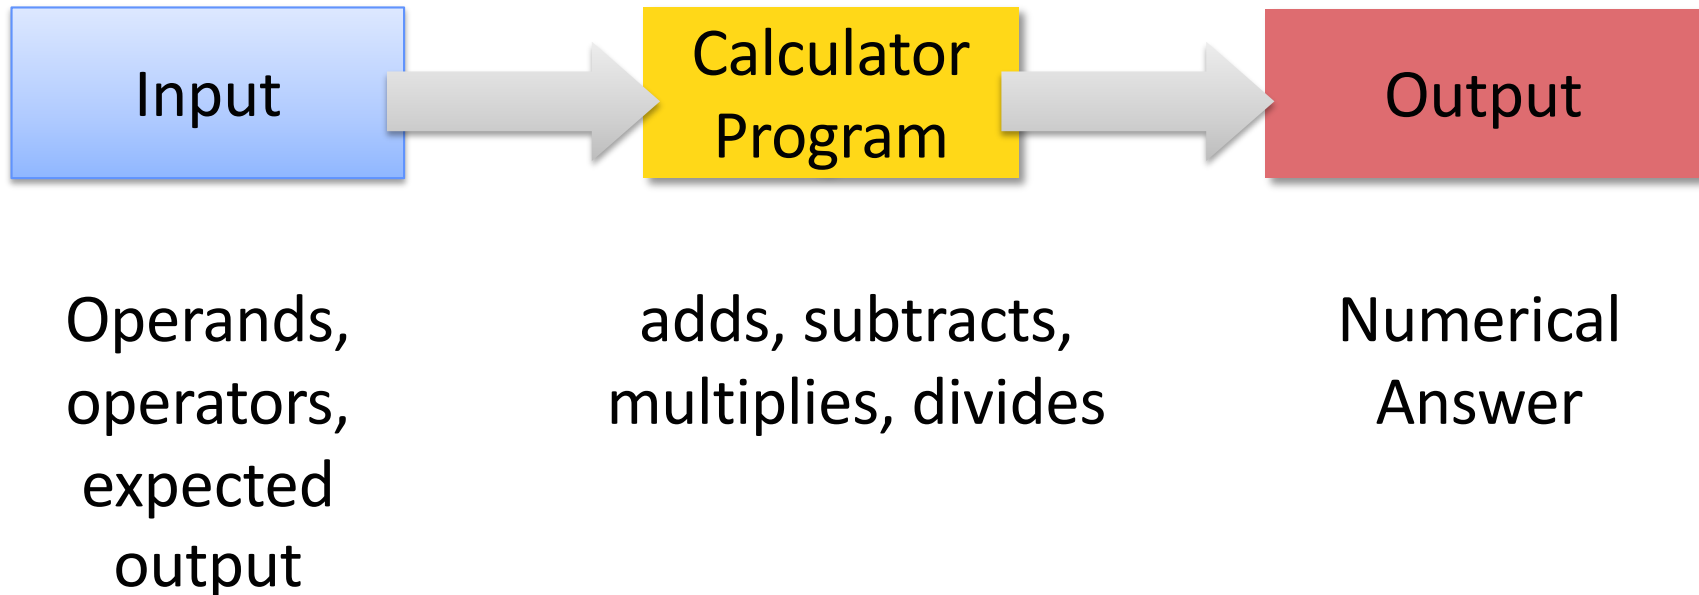 Input
Calculator
Program
Output
Operands,
operators,
expected
output
adds, subtracts,
multiplies, divides
Numerical
Answer